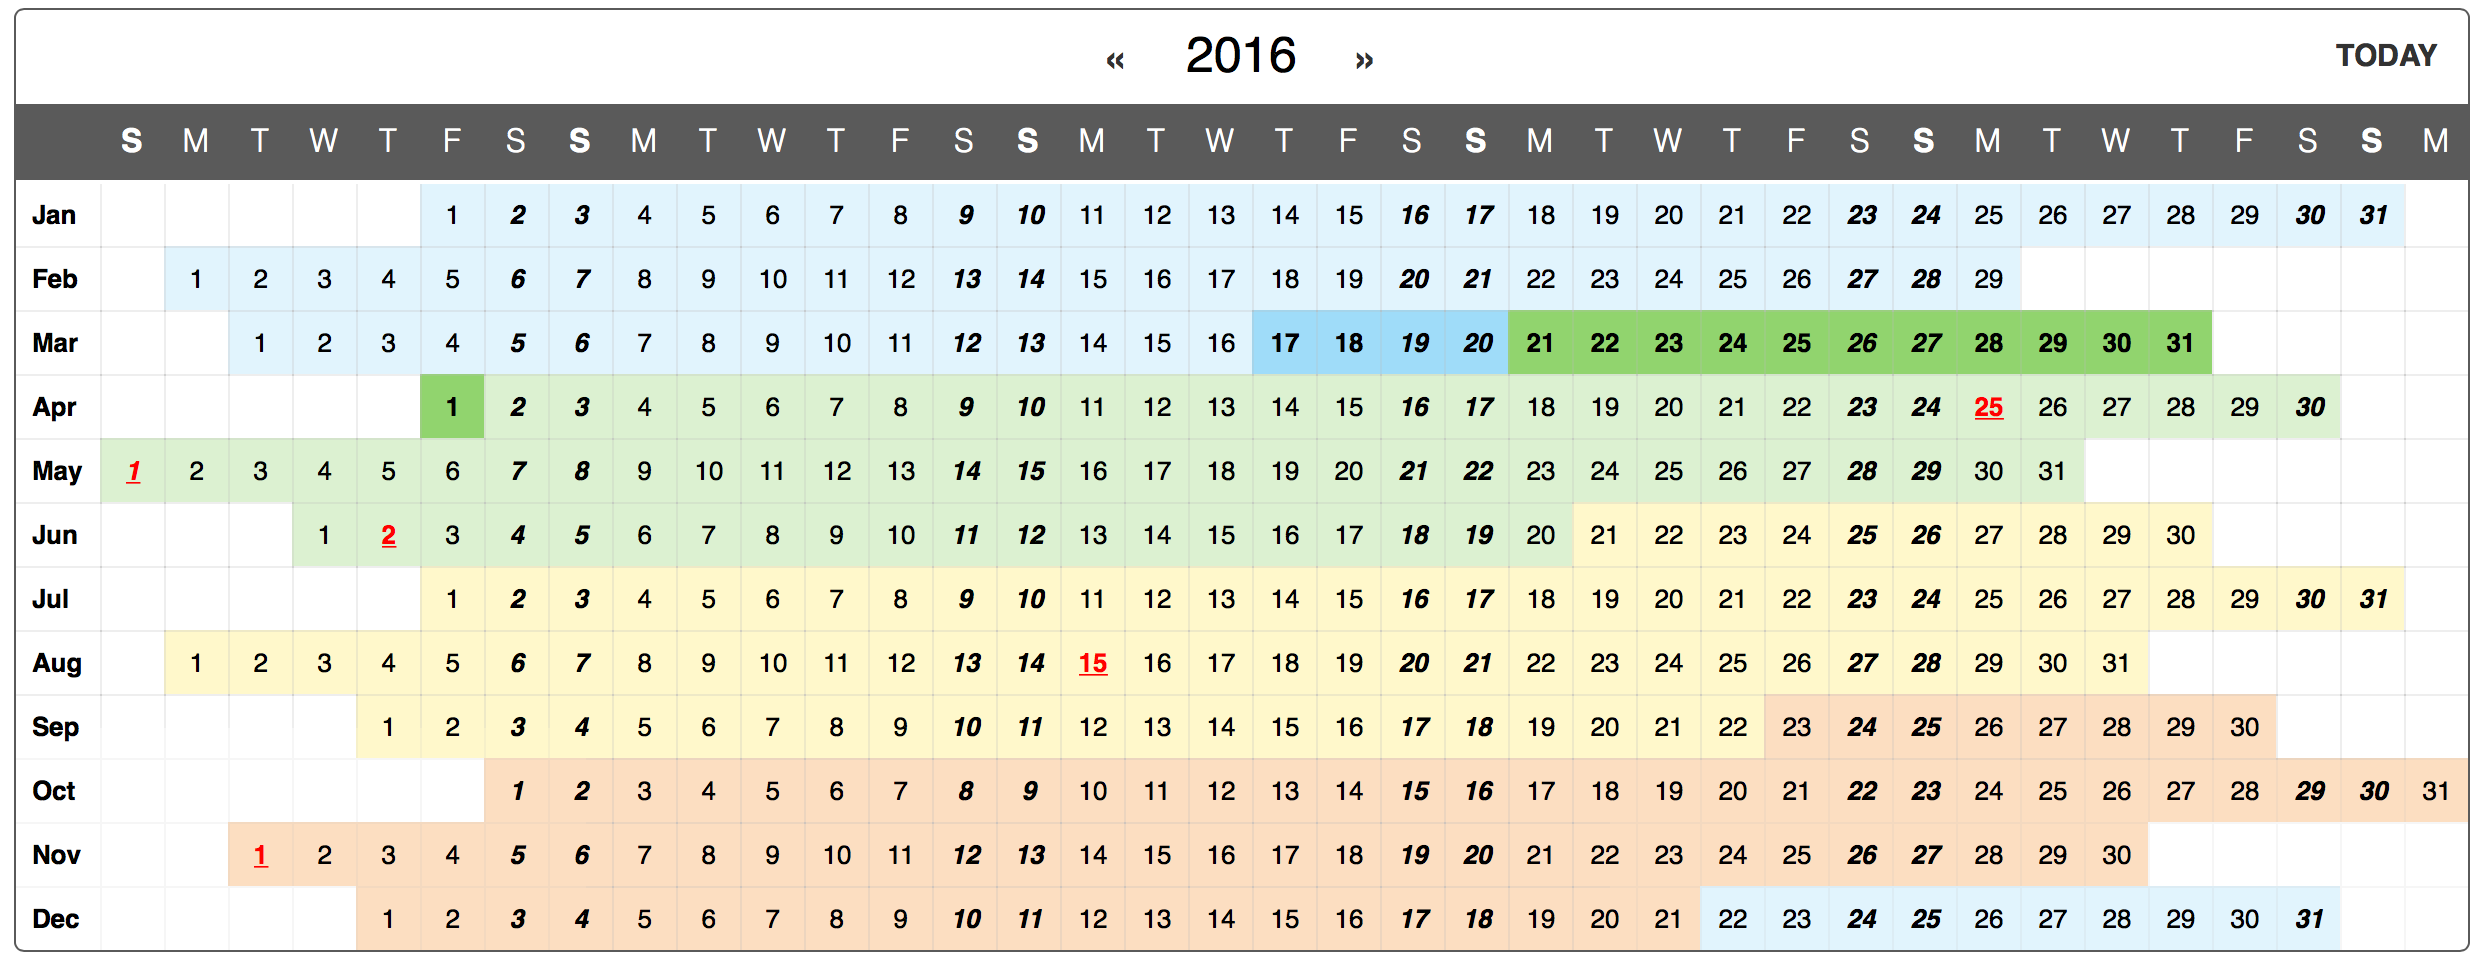 « 2016 » TODAY
S M T W T F S S M T W T F S S M T W T F S S M T W T F S S M T W T F S S M
Jan 1 2 3 4 5 6 7 8 9 10 11 12 13 14 15 16 17 18 19 20 21 22 23 24 25 26 27 28 29 30 31
Feb 1 2 3 4 5 6 7 8 9 10 11 12 13 14 15 16 17 18 19 20 21 22 23 24 25 26 27 28 29
Mar 1 2 3 4 5 6 7 8 9 10 11 12 13 14 15 16 17 18 19 20 21 22 23 24 25 26 27 28 29 30 31
Apr 1 2 3 4 5 6 7 8 9 10 11 12 13 14 15 16 17 18 19 20 21 22 23 24 25 26 27 28 29 30
May 1 2 3 4 5 6 7 8 9 10 11 12 13 14 15 16 17 18 19 20 21 22 23 24 25 26 27 28 29 30 31
Jun 1 2 3 4 5 6 7 8 9 10 11 12 13 14 15 16 17 18 19 20 21 22 23 24 25 26 27 28 29 30
Jul 1 2 3 4 5 6 7 8 9 10 11 12 13 14 15 16 17 18 19 20 21 22 23 24 25 26 27 28 29 30 31
Aug 1 2 3 4 5 6 7 8 9 10 11 12 13 14 15 16 17 18 19 20 21 22 23 24 25 26 27 28 29 30 31
Sep 1 2 3 4 5 6 7 8 9 10 11 12 13 14 15 16 17 18 19 20 21 22 23 24 25 26 27 28 29 30
Oct 1 2 3 4 5 6 7 8 9 10 11 12 13 14 15 16 17 18 19 20 21 22 23 24 25 26 27 28 29 30 31
Nov 1 2 3 4 5 6 7 8 9 10 11 12 13 14 15 16 17 18 19 20 21 22 23 24 25 26 27 28 29 30
Dec 1 2 3 4 5 6 7 8 9 10 11 12 13 14 15 16 17 18 19 20 21 22 23 24 25 26 27 28 29 30 31